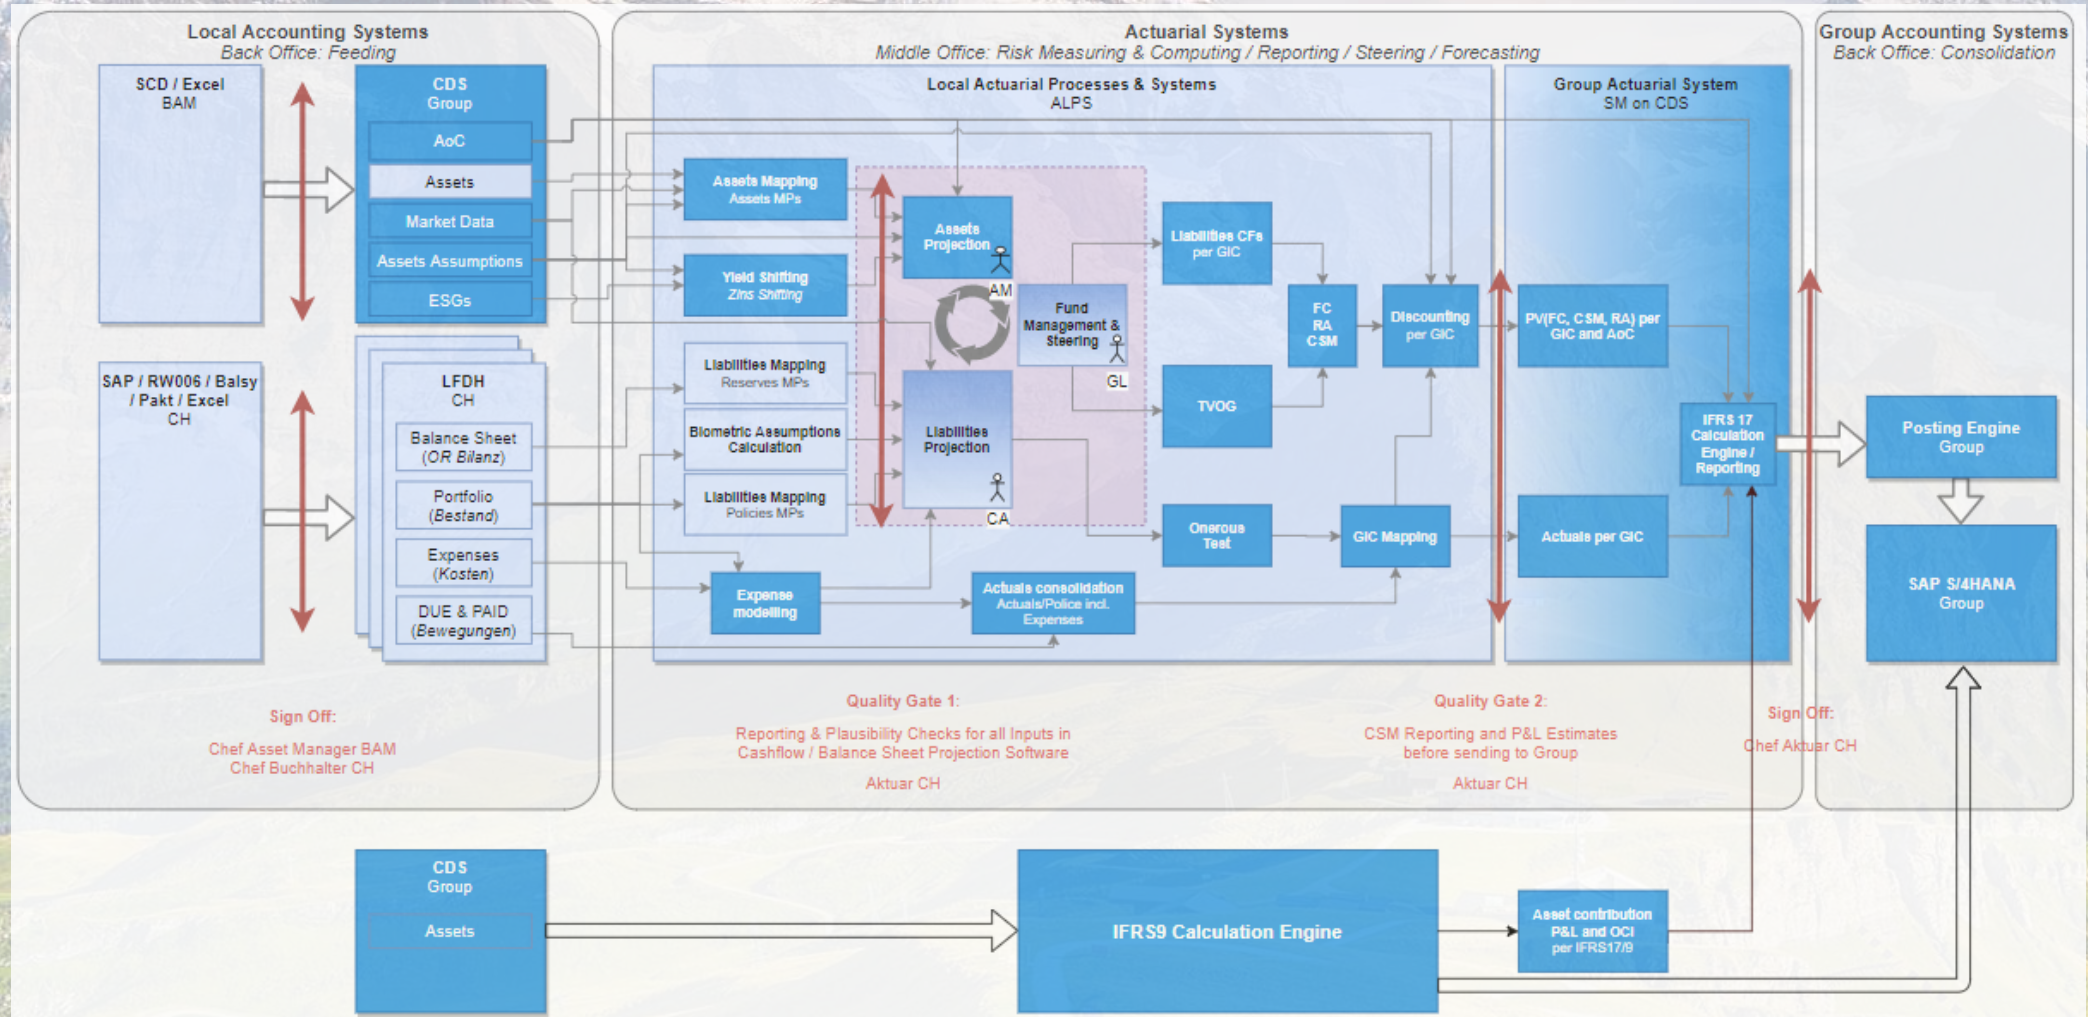 Local Accounting Systems
Back Office: Feeding
SCD / Excel
BAM
CDS
Group
AoC
Assets
Market Data
Assets Assumptions
ESGs
SAP / RW006 / Balsy
/ Pakt / Excel
CH
LFDH
CH
Balance Sheet
(OR Bilanz)
Portfolio
(Bestand)
Expenses
(Kosten)
DUE & PAID
(Bewegungen)
Sign Off:
Chef Asset Manager BAM
Chef Buchhalter CH
Actuarial Systems
Middle Office: Risk Measuring & Computing / Reporting / Steering / Forecasting
Local Actuarial Processes & Systems
ALPS
Assets Mapping
Assets MPs
Yield Shifting
Zins Shifting
Liabilities Mapping
Reserves MPs
Biometric Assumptions
Calculation
Liabilities Mapping
Policies MPs
Expense
modelling
Assets
Projection
AM
Fund
Management &
Steering
GL
Liabilities
Projection
CA
Actuals consolidation
Actuals/Police incl.
Expenses
Liabilities CFs
per GIC
TVOG
Onerous
Test
FC
RA
CSM
Discounting
per GIC
GIC Mapping
Quality Gate 1:
Reporting & Plausibility Checks for all Inputs in
Cashflow / Balance Sheet Projection Software
Aktuar CH
Quality Gate 2:
CSM Reporting and P&L Estimates
before sending to Group
Aktuar CH
Group Actuarial System
SM on CDS
PV(FC, CSM, RA) per
GIC and AoC
IFRS 17
Calculation
Engine /
Reporting
Actuals per GIC
Sign Off:
Chef Aktuar CH
Group Accounting Systems
Back Office: Consolidation
Posting Engine
Group
SAP S/4HANA
Group
CDS
Group
Assets
IFRS9 Calculation Engine
Asset contribution
P&L and OCI
per IFRS17/9